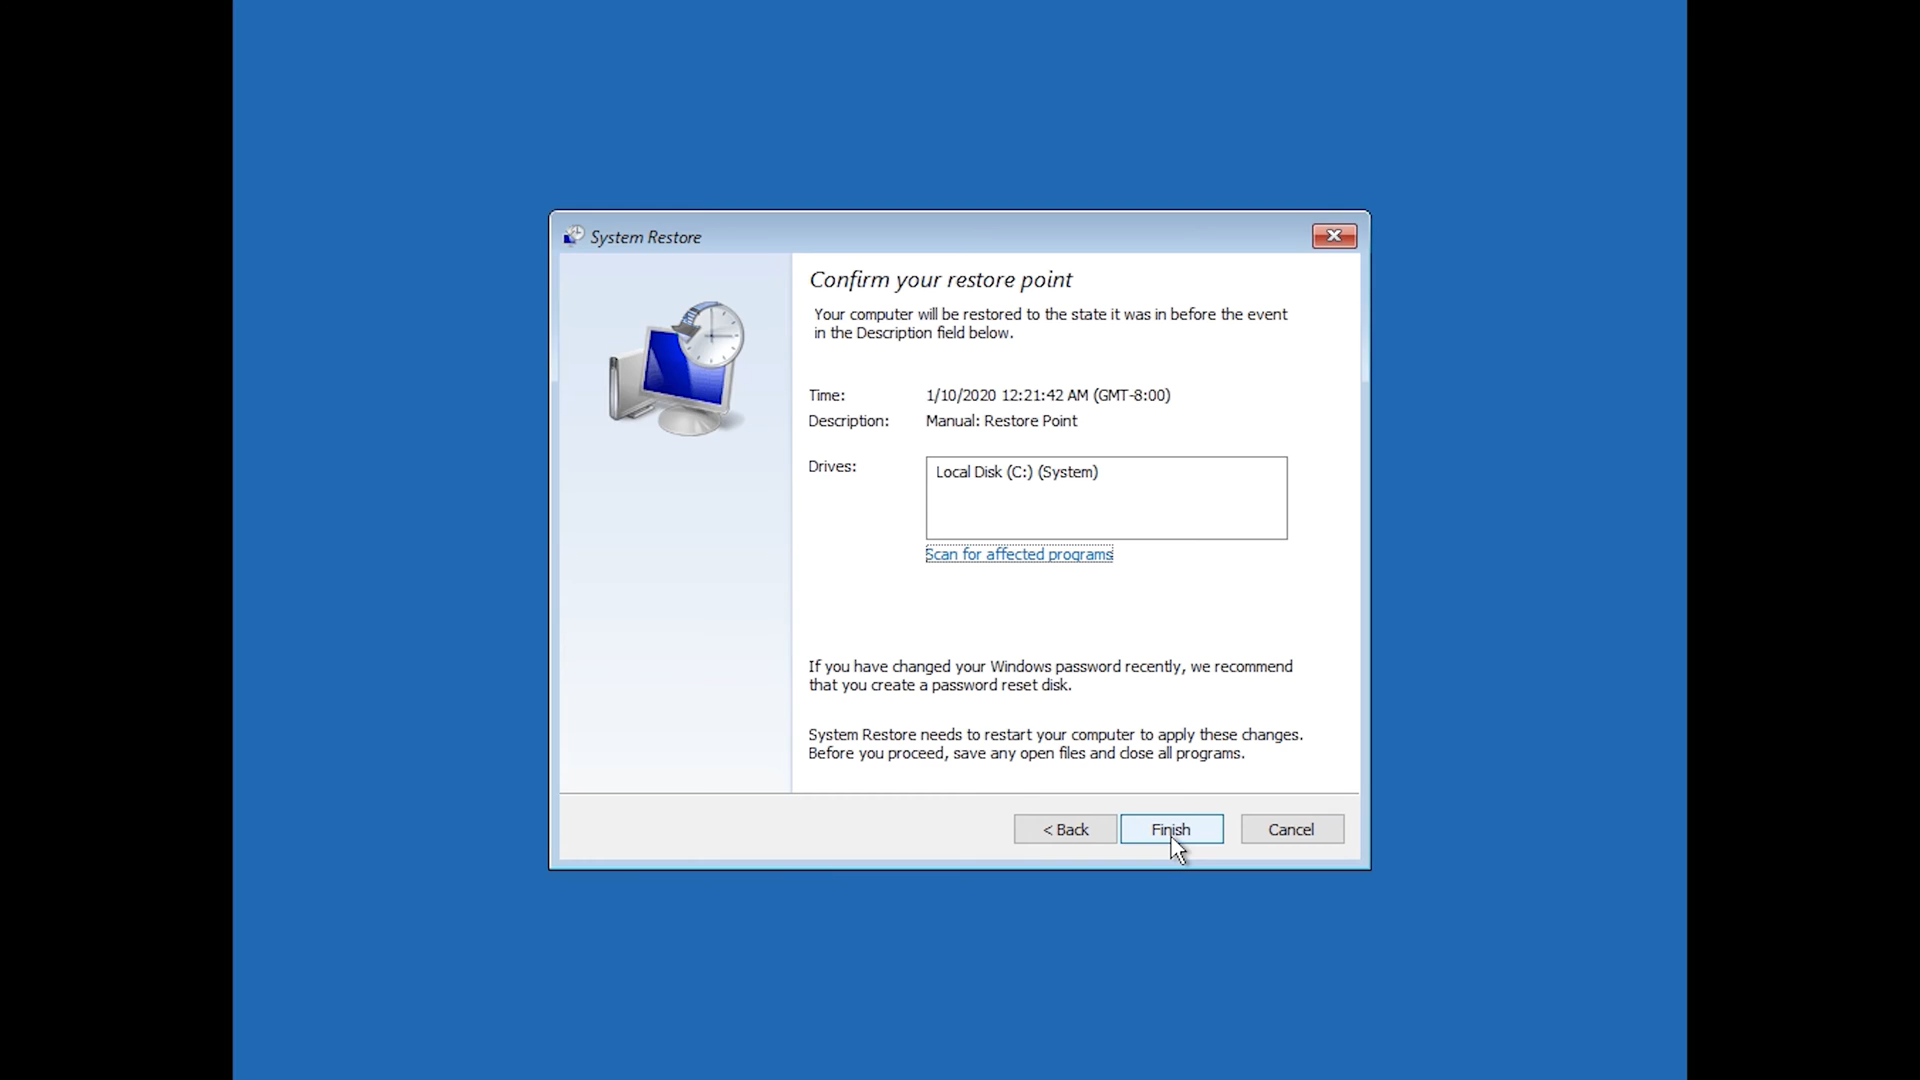 System Restore
Confirm your restore point
Your computer will be restored to the state it was in before the event
in the Description field below.
Time: 1/10/2020 12:21:42 AM (GMT-8:00)
Description: Manual: Restore Point
Drives: Local Disk (C:) (System)
Scan for affected programs
If you have changed your Windows password recently, we recommend
that you create a password reset disk.
System Restore needs to restart your computer to apply these changes.
Before you proceed, save any open files and close all programs.
< Back Finish Cancel